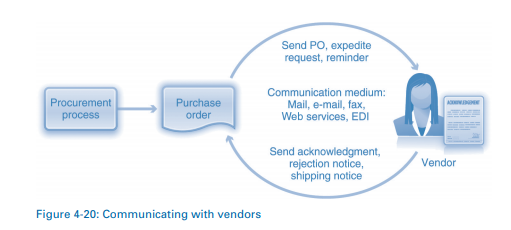 Send PO, expedite
request, reminder
Procurement
process
Purchase
order
Communication medium:
Mail, e-mail, fax,
Web services, EDI
ACKNOWLEDGMENT
Send acknowledgment,
rejection notice,
shipping notice
Vendor
Figure 4-20: Communicating with vendors